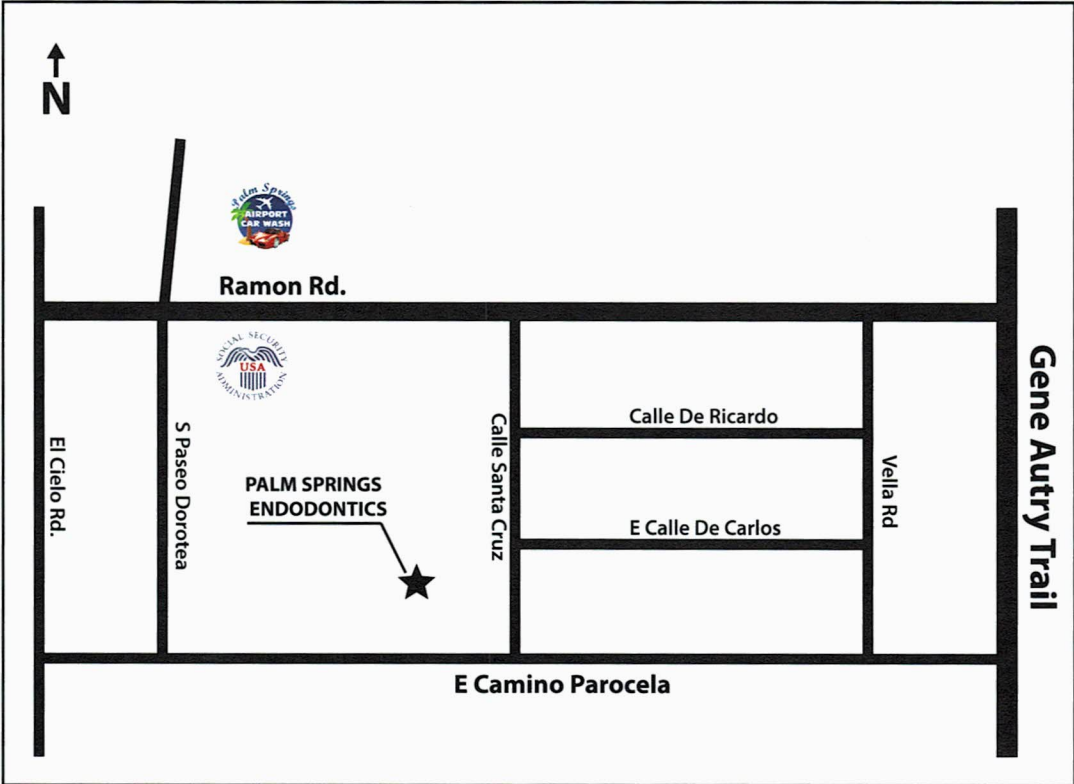 N
Palm Springs
AIRPORT
CAR WASH
Ramon Rd.
SOCIAL SECURITY
USA
ADMINISTRATION
Gene Autry Trail
Calle De Ricardo
Calle Santa Cruz
S Paseo Dorotea
El Cielo Rd.
Vella Rd
PALM SPRINGS
ENDODONTICS
E Calle De Carlos
E Camino Parocela